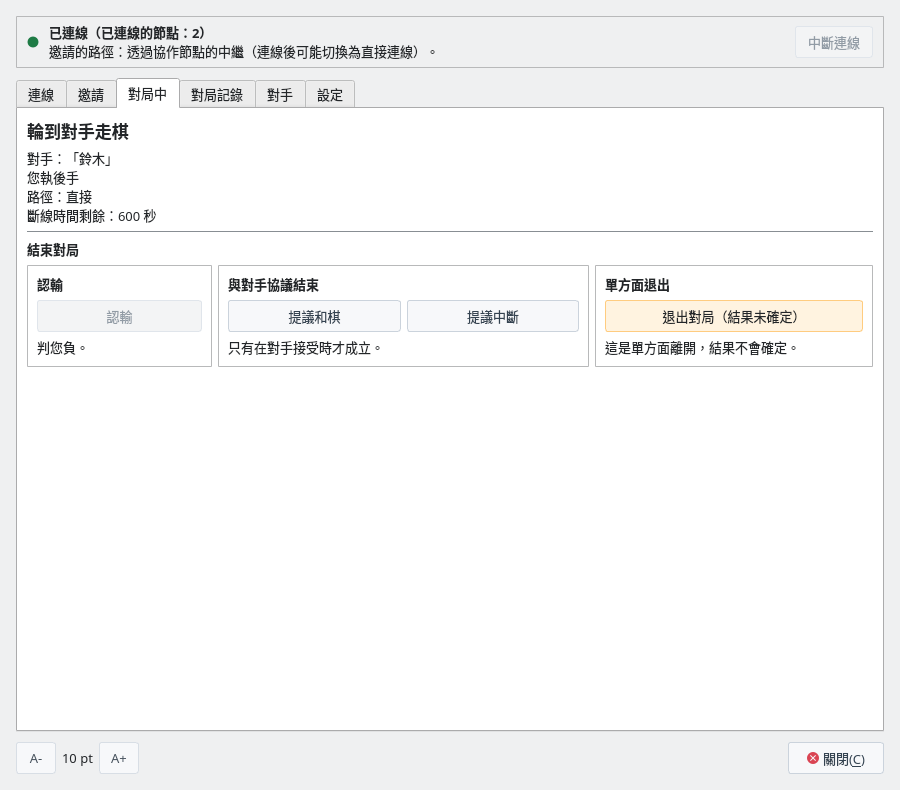 已連線（已連線的節點：2）
邀請的路徑：透過協作節點的中繼（連線後可能切換為直接連線）。
中斷連線
連線 邀請 對局中 對局記錄 對手 設定
輪到對手走棋
對手：「鈴木」
您執後手
路徑：直接
斷線時間剩餘：600 秒
結束對局
認輸
認輸
判您負。
與對手協議結束
提議和棋 提議中斷
只有在對手接受時才成立。
單方面退出
退出對局（結果未確定）
這是單方面離開，結果不會確定。
A- 10 pt A+
關閉(C)